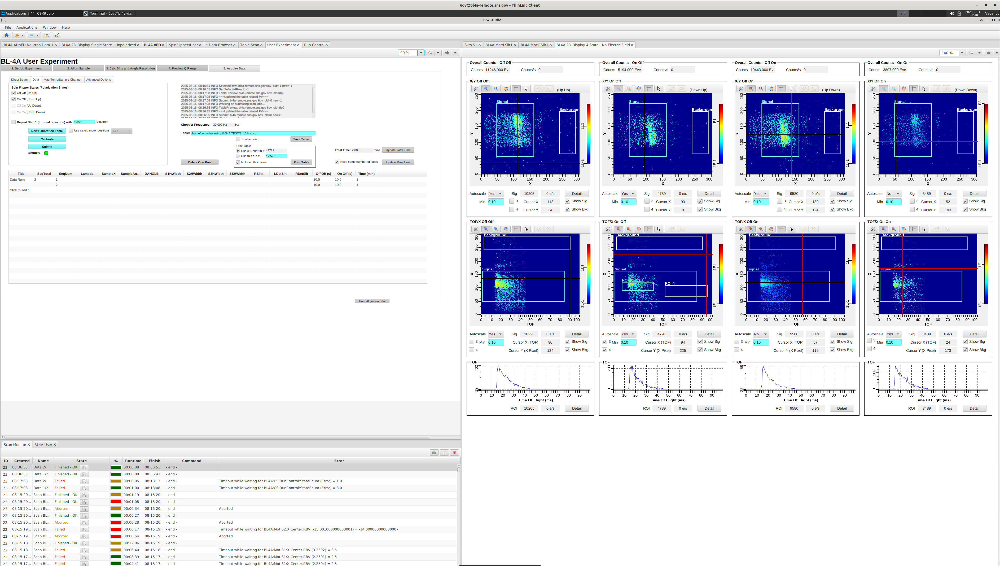 6ov@bl4a-remote.sns.gov - ThinLinc Client
Applications CS-Studio Terminal - 6ov@bl4a-da... 2025-08-16 08:38 Vacaliuc
CS-Studio
File Applications Window Help
BL4A ADnED Neutron Data 1 BL4A 2D Display Single State - Unpolarized BL4A nED SpinFlippersUser * Data Browser Table Scan User Experiment Run Control
90 %
BL-4A User Experiment
1. Set Up Experiment 2. Align Sample 3. Calc Slits and Angle Resolution 4. Preview Q Range 5. Acquire Data
Direct Beam Data Mag/Temp/Sample Changer Advanced Options
Spin Flipper States (Polarization States):
Off Off (Up Up)
On Off (Down Up)
Off On (Up Down)
On On (Down Down)
Repeat Step 1 (for total reflection) with: 6.600 Angstrom
New Calibration Table Use saved motor positions: Set 1
Calibrate
Submit
Shutters:
2025-08-16- 08:16:51 INFO SelectedRow: bl4a-remote.sns.gov 6ov old=-1 new=-1
2025-08-16- 08:16:51 INFO Set SelectedRow to -1
2025-08-16- 08:17:08 INFO TablePreview: bl4a-remote.sns.gov 6ov old=(lp0
2025-08-16- 08:17:08 INFO ===Updated the table related PV===
2025-08-16- 08:17:08 INFO Submit: bl4a-remote.sns.gov 6ov old=0 new=1
2025-08-16- 08:17:08 INFO Working on submitting scan jobs...
2025-08-16- 08:36:35 INFO TablePreview: bl4a-remote.sns.gov 6ov old=(lp0
2025-08-16- 08:36:35 INFO ===Updated the table related PV===
2025-08-16- 08:36:35 INFO Submit: bl4a-remote.sns.gov 6ov old=0 new=1
Chopper Frequency: 30.000 Hz Hz
Table: /home/controls/var/tmp/10HZ TEST/Si 10 Hz.csv
Enable Load Save Table
Print Table
Use current run #: 44721
Use this run #: 12345
Include title in rows. Print Table
Delete One Row
Total Time: 2.000 mins Update Total Time
Keep same number of lcops Update Row Time
Title SeqTotal SeqNum Lambda SampleX SampleAn... DANGLE S1HWidth S2HWidth S3HWidth SSHWidth RSlit4 LDetSlit RDetSlit Off Off (s) On Off (s) Time (min)
Data Runs 2 1 10.0 10.0 1
2 10.0 10.0 1
Click to add r...
Print Alignment Plot
Scan Monitor BL4A User
ID Created Name State % Runtime Finish Command Error
23... 08:36:35 Data 2/ Finished - OK 00:00:08 08:36:51 - end -
23... 08:36:35 Data 1/2 Finished - OK 00:00:08 08:36:43 - end -
23... 08:17:08 Data 2/ Failed 00:00:05 08:18:13 - end - Timeout while waiting for BL4A:CS:RunControl:StateEnum (Error) = 1.0
23... 08:17:08 Data 1/2 Failed 00:01:00 08:18:08 - end - Timeout while waiting for BL4A:CS:RunControl:StateEnum (Error) = 3.0
23... 08-15 20... Scan BL... Finished - OK 00:01:19 08-15 20... - end -
23... 08-15 20... Scan BL... Finished - OK 00:01:08 08-15 20... - end -
23... 08-15 20... Scan BL... Aborted 00:00:34 08-15 20... - end - Aborted
22... 08-15 20... Scan BL... Finished - OK 00:00:27 08-15 20... - end -
22... 08-15 20... Scan BL... Aborted 00:00:28 08-15 20... - end - Aborted
22... 08-15 19... Scan BL... Failed 00:06:17 08-15 19... - end - Timeout while waiting for BL4A:Mot:S2:X:Center.RBV (-15.001000000000001) = -14.000000000000007
22... 08-15 19... Scan BL... Aborted 00:00:54 08-15 19... - end - Aborted
22... 08-15 18... Scan BL... Finished - OK 00:12:06 08-15 19... - end -
22... 08-15 18... Scan BL... Failed 00:06:40 08-15 18... - end - Timeout while waiting for BL4A:Mot:S1:X:Center.RBV (3.2502) = 3.5
22... 08-15 17... Scan BL... Failed 00:08:39 08-15 17... - end - Timeout while waiting for BL4A:Mot:S1:X:Center.RBV (2.2501) = 2.5
22... 08-15 17... Scan BL... Failed 00:04:41 08-15 17... - end - Timeout while waiting for BL4A:Mot:S1:X:Center.RBV (2.2504) = 2.5
Slits S1 BL4A:Mot:LSlit1 BL4A:Mot:RSlit1 BL4A 2D Display 4 State - No Electric Field
100 %
Overall Counts - Off Off
Counts 11246.000 Ev Counts/s 0
X/Y Off Off
(Up Up)
Signal
Backgroun
Y
0 50 100 150 200 250
0 50 100 150 200 250 300
X
1E1
1E-1
Autoscale Yes Sig 10205 0 e/s Detail
Min 0.10 3 Cursor X 113 Show Sig
4 Cursor Y 34 Show Bkg
TOF/X Off Off
Background
Signal
X
0 50 100 150 200 250 300
0 10 20 30 40 50 60 70 80 90 100
TOF
1E1
1E-1
Autoscale Yes Sig 10225 0 e/s Detail
3 Min 0.10 Cursor X (TOF) 90 Show Sig
4 Cursor Y (X Pixel) 134 Show Bkg
TOF
402
-19
0 10 20 30 40 50 60 70 80 90
Time Of Flight (ms)
ROI 10205 0 e/s Detail
Overall Counts - On Off
Counts 5194.000 Eve Counts/s 0
X/Y On Off
(Down Up)
Signal
Backgroun
Y
0 50 100 150 200 250
0 50 100 150 200 250 300
X
1E1
1E-1
Autoscale Yes Sig 4789 0 e/s Detail
Min 0.10 3 Cursor X 93 Show Sig
4 Cursor Y 9 Show Bkg
TOF/X On Off
Background
Signal
ROI
ROI 4
X
0 50 100 150 200 250 300
0 10 20 30 40 50 60 70 80 90 100
TOF
1E1
1E-1
Autoscale Yes Sig 4791 0 e/s Detail
3 Min 0.10 Cursor X (TOF) 94 Show Sig
4 Cursor Y (X Pixel) 225 Show Bkg
TOF
200
0
0 10 20 30 40 50 60 70 80 90
Time Of Flight (ms)
ROI 4789 0 e/s Detail
Overall Counts - Off On
Counts 10443.000 Ev Counts/s 0
X/Y Off On
(Up Down)
Signal
Backgroun
Y
0 50 100 150 200 250
0 50 100 150 200 250 300
X
1E1
1E-1
Autoscale Yes Sig 9580 0 e/s Detail
Min 0.10 3 Cursor X 139 Show Sig
4 Cursor Y 124 Show Bkg
TOF/X Off On
Background
Signal
X
0 50 100 150 200 250 300
0 10 20 30 40 50 60 70 80 90 100
TOF
1E3
1E-1
Autoscale No Sig 9588 0 e/s Detail
3 Min 0.10 Cursor X (TOF) 57 Show Sig
4 Cursor Y (X Pixel) 119 Show Bkg
TOF
458
-22
0 10 20 30 40 50 60 70 80 90
Time Of Flight (ms)
ROI 9580 0 e/s Detail
Overall Counts - On On
Counts 3807.000 Eve Counts/s 0
X/Y On On
(Down Down)
Signal
Backgroun
Y
0 50 100 150 200 250
0 50 100 150 200 250 300
X
1E3
1E-1
Autoscale No Sig 3489 0 e/s Detail
Min 0.10 3 Cursor X 52 Show Sig
4 Cursor Y 103 Show Bkg
TOF/X On On
Background
Signal
X
0 50 100 150 200 250 300
0 10 20 30 40 50 60 70 80 90 100
TOF
1E1
1E-1
Autoscale Yes Sig 3489 0 e/s Detail
3 Min 0.10 Cursor X (TOF) 24 Show Sig
4 Cursor Y (X Pixel) 173 Show Bkg
TOF
100
0
0 10 20 30 40 50 60 70 80 90
Time Of Flight (ms)
ROI 3489 0 e/s Detail